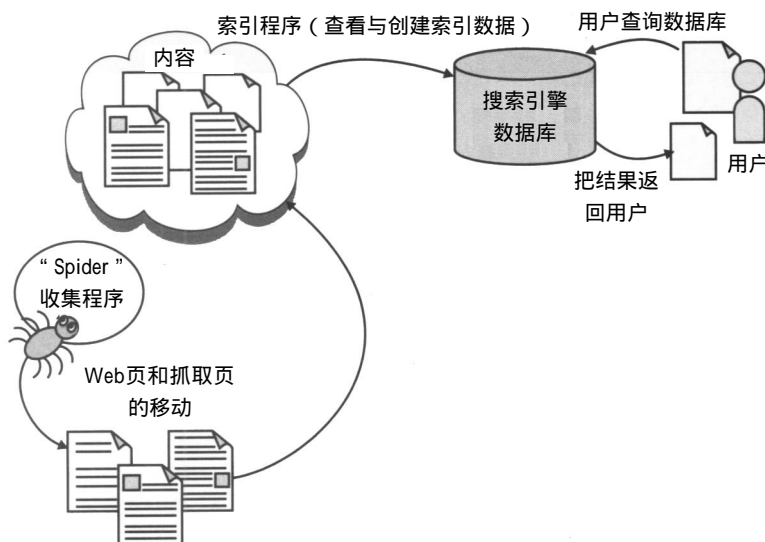 索引程序（查看与创建索引数据）
用户查询数据库
内容
搜索引擎
数据库
用户
把结果返
回用户
“Spider”
收集程序
Web页和抓取页
的移动